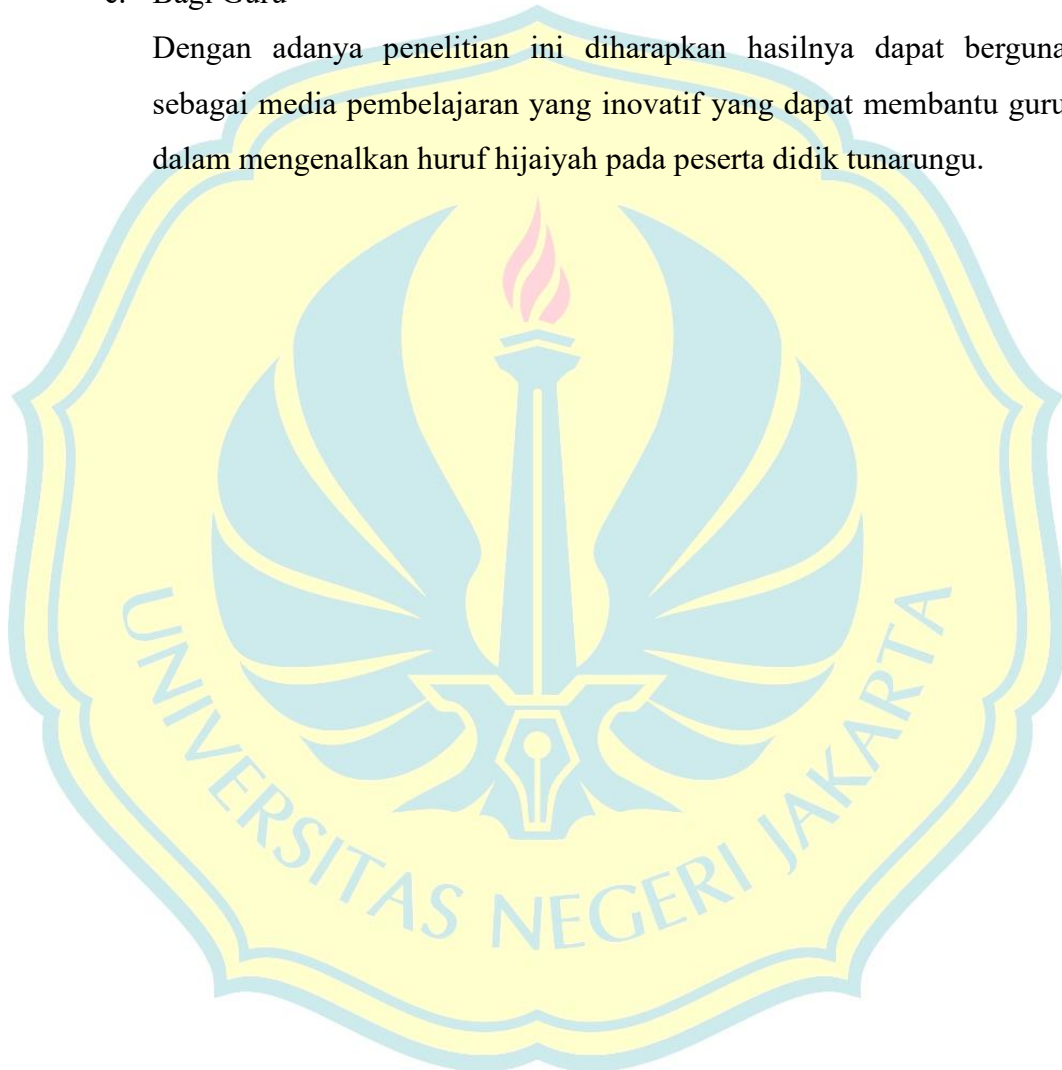 Bagi Guru
Dengan adanya penelitian ini diharapkan hasilnya dapat berguna
sebagai media pembelajaran yang inovatif yang dapat membantu guru
dalam mengenalkan huruf hijaiyah pada peserta didik tunarungu.
UNIVERSITAS NEGERI JAKARTA